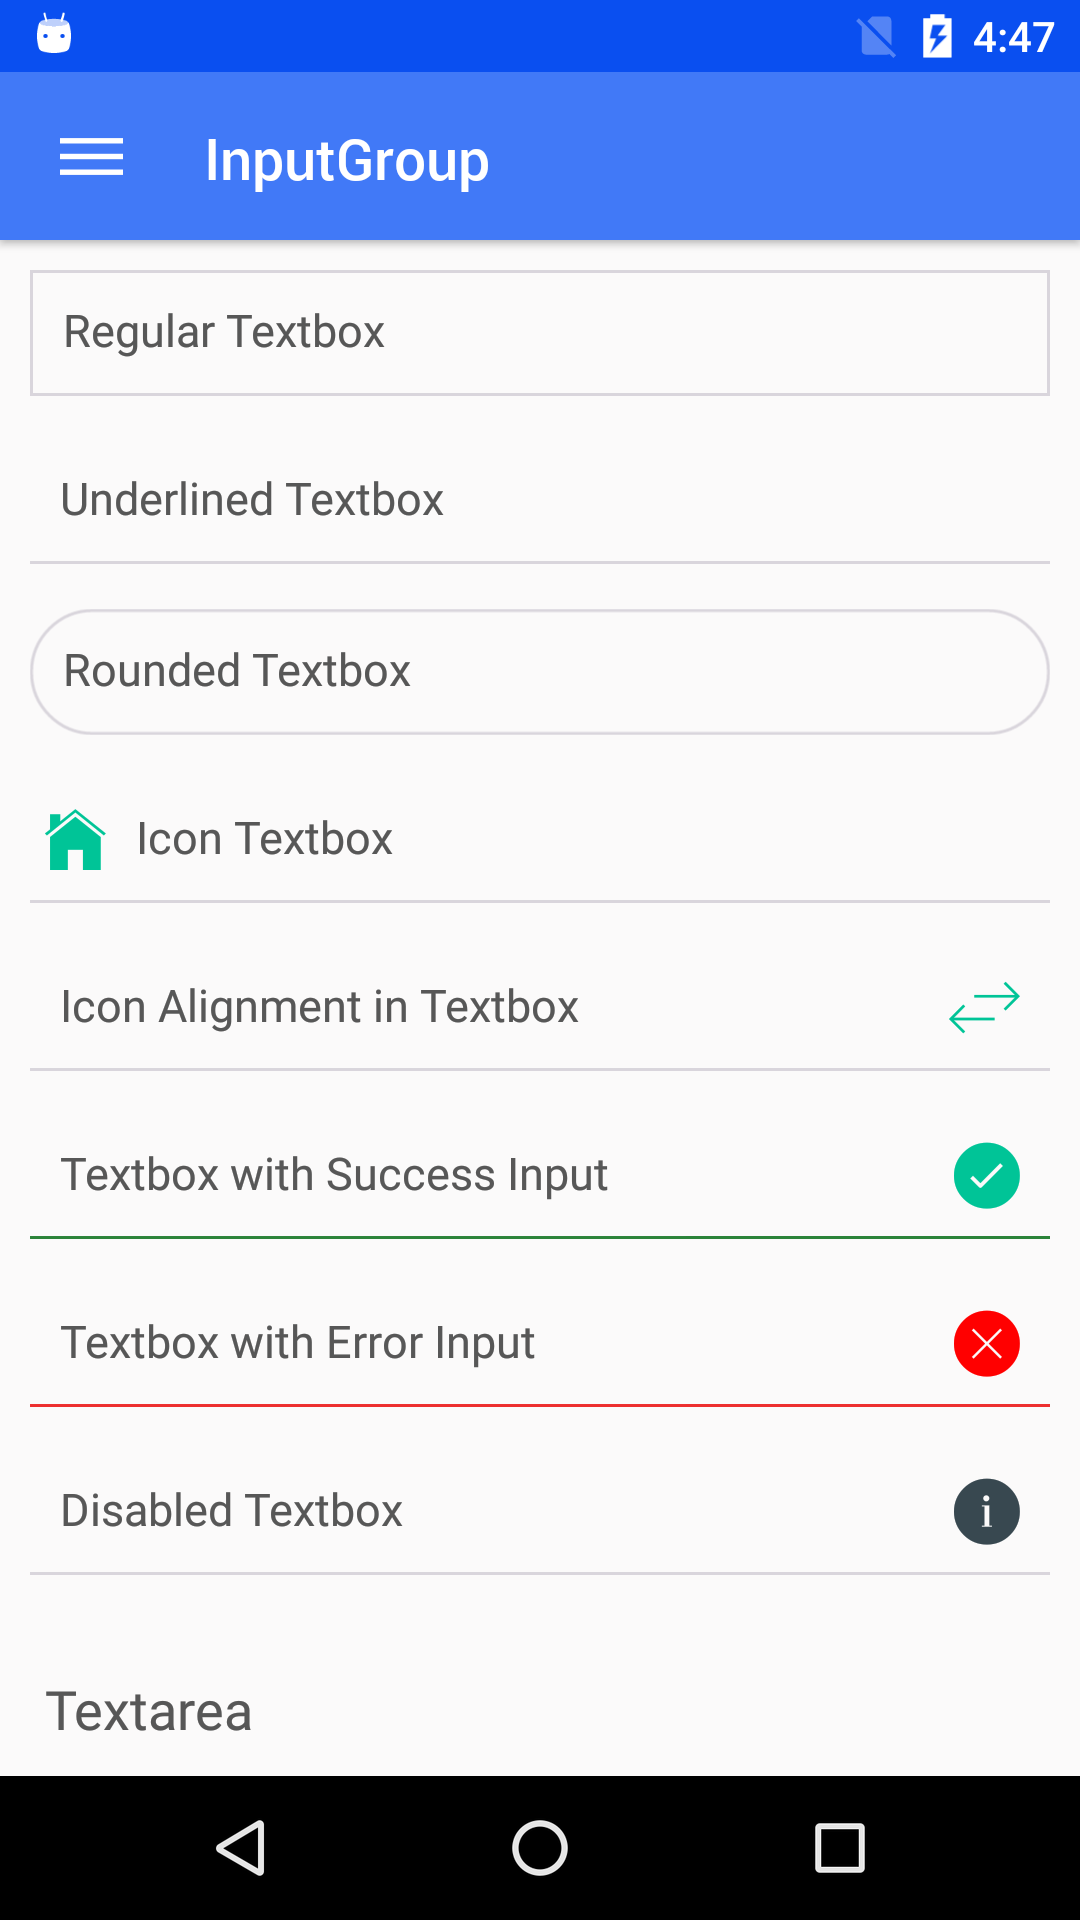 4:47
InputGroup
Regular Textbox
Underlined Textbox
Rounded Textbox
Icon Textbox
Icon Alignment in Textbox
Textbox with Success Input
Textbox with Error Input
Disabled Textbox
Textarea